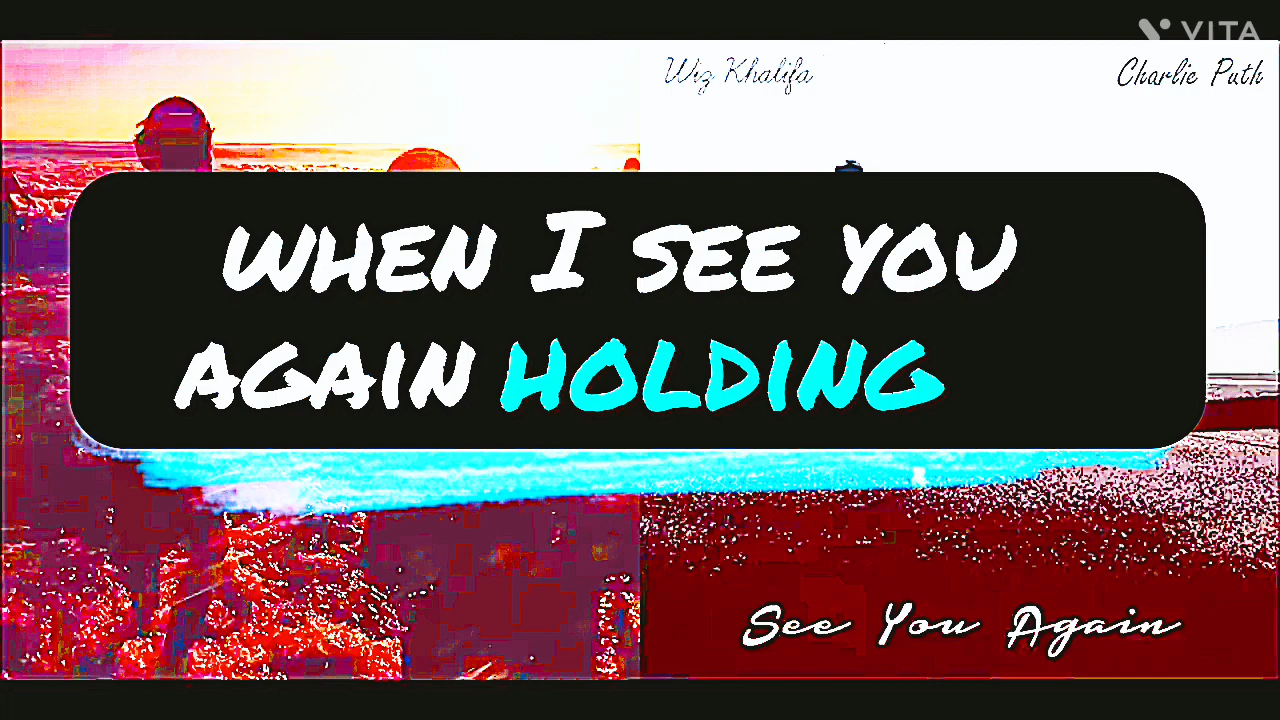 VITA
Wiz Khalifa
Charlie Puth
WHEN I SEE YOU
AGAIN HOLDING
See You Again